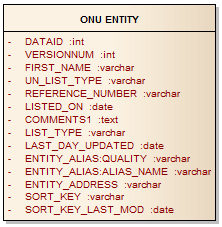 ONU ENTITY
- DATAID :int
- VERSIONNUM :int
- FIRST_NAME :varchar
- UN_LIST_TYPE :varchar
- REFERENCE_NUMBER :varchar
- LISTED_ON :date
- COMMENTS1 :text
- LIST_TYPE :varchar
- LAST_DAY_UPDATED :date
- ENTITY_ALIAS:QUALITY :varchar
- ENTITY_ALIAS:ALIAS_NAME :varchar
- ENTITY_ADDRESS :varchar
- SORT_KEY :varchar
- SORT_KEY_LAST_MOD :date